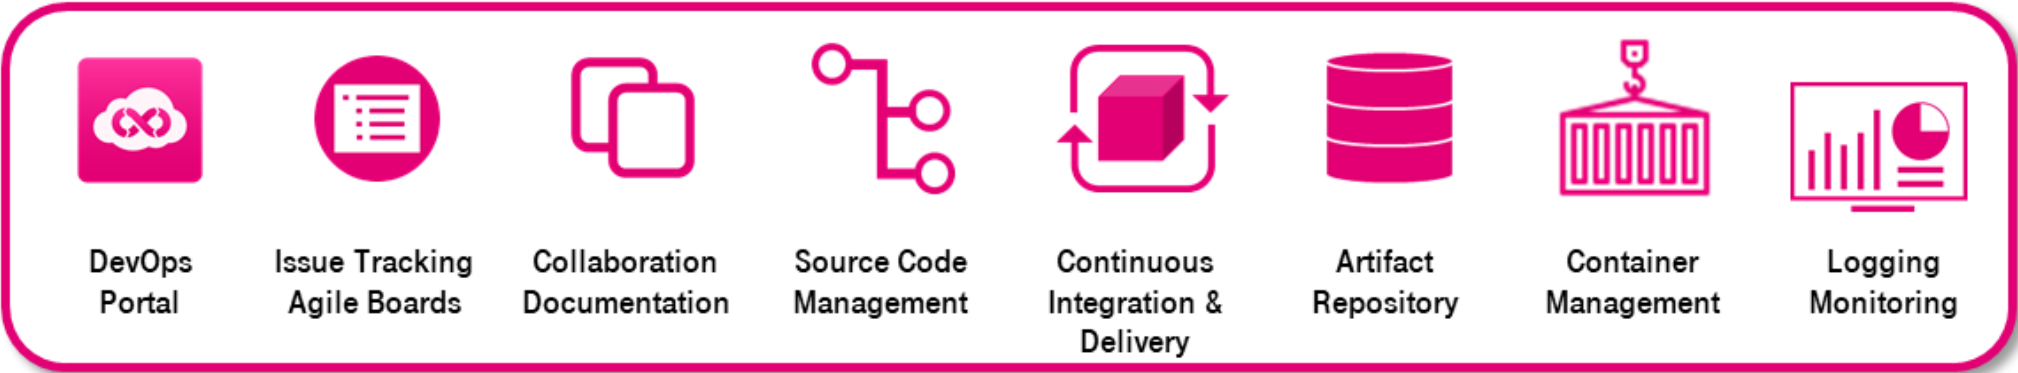 DevOps
Portal
Issue Tracking
Agile Boards
Collaboration
Documentation
Source Code
Management
Continuous
Integration &
Delivery
Artifact
Repository
Container
Management
Logging
Monitoring